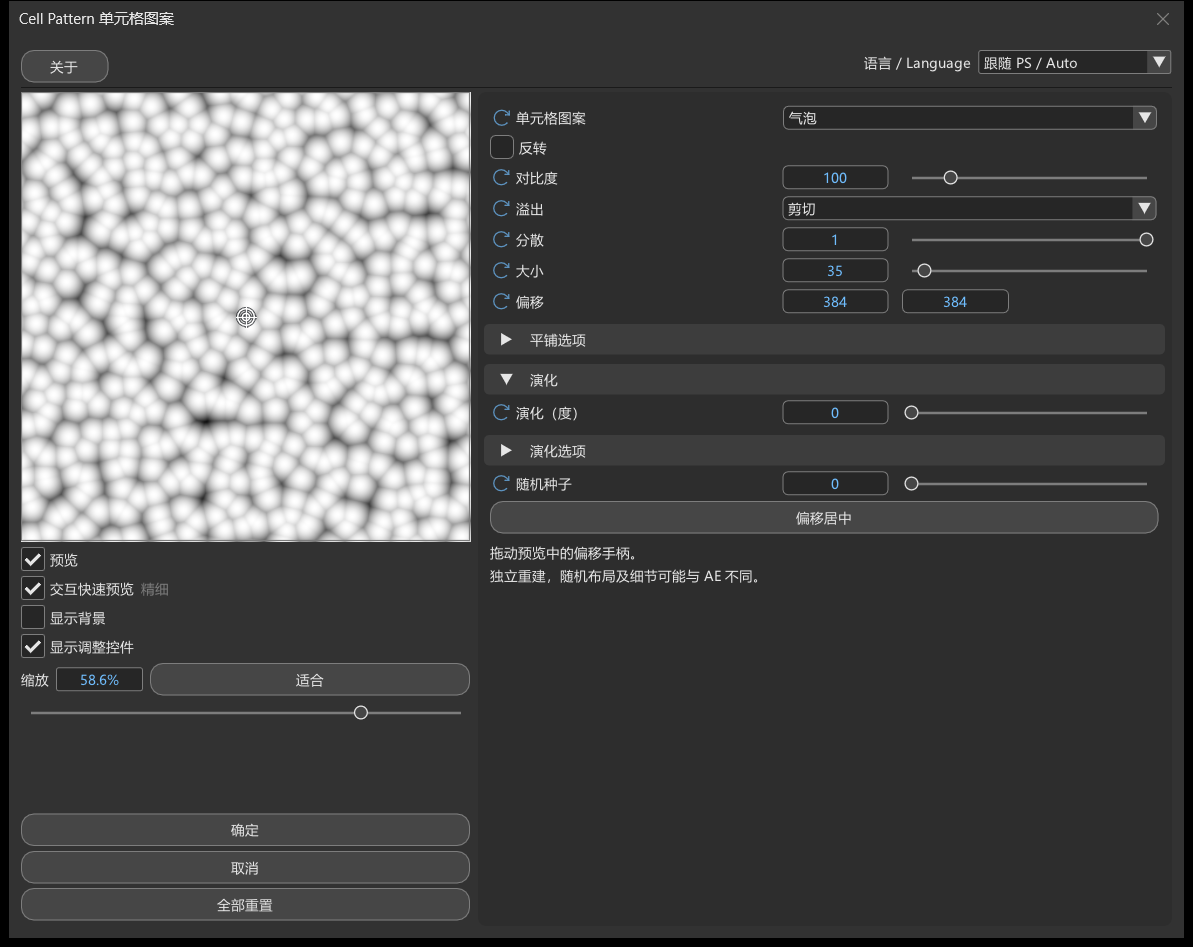 Cell Pattern 单元格图案
关于
语言 / Language 跟随 PS / Auto
单元格图案 气泡
反转
对比度 100
溢出 剪切
分散 1
大小 35
偏移 384 384
平铺选项
演化
演化（度） 0
演化选项
随机种子 0
偏移居中
拖动预览中的偏移手柄。
独立重建，随机布局及细节可能与 AE 不同。
预览
交互快速预览 精细
显示背景
显示调整控件
缩放 58.6% 适合
确定
取消
全部重置